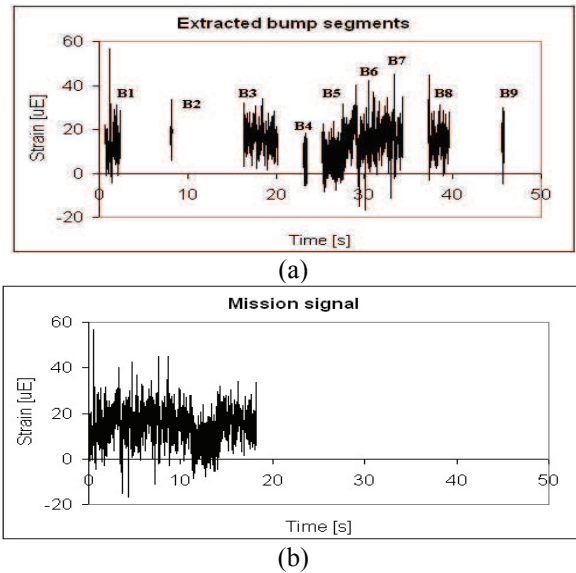 Extracted bump segments
60
40
20
0
-20
Strain [uE]
B1
B2
B3
B4
B5
B6
B7
B8
B9
0 10 20 30 40 50
Time [s]
(a)
Mission signal
60
40
20
0
-20
Strain [uE]
0 10 20 30 40 50
Time [s]
(b)